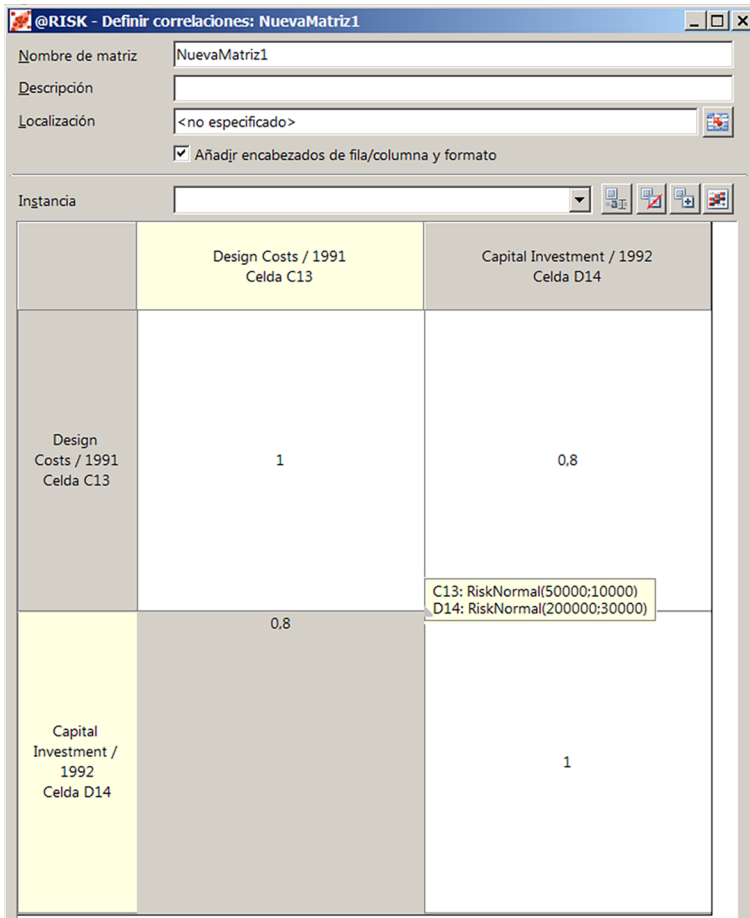 @RISK - Definir correlaciones: NuevaMatriz1
Nombre de matriz
NuevaMatriz1
Descripción
Localización
<no especificado>
Añadir encabezados de fila/columna y formato
Instancia
Design Costs / 1991
Celda C13
Capital Investment / 1992
Celda D14
Design
Costs / 1991
Celda C13
1
0,8
C13: RiskNormal(50000;10000)
D14: RiskNormal(200000;30000)
Capital
Investment /
1992
Celda D14
0,8
1